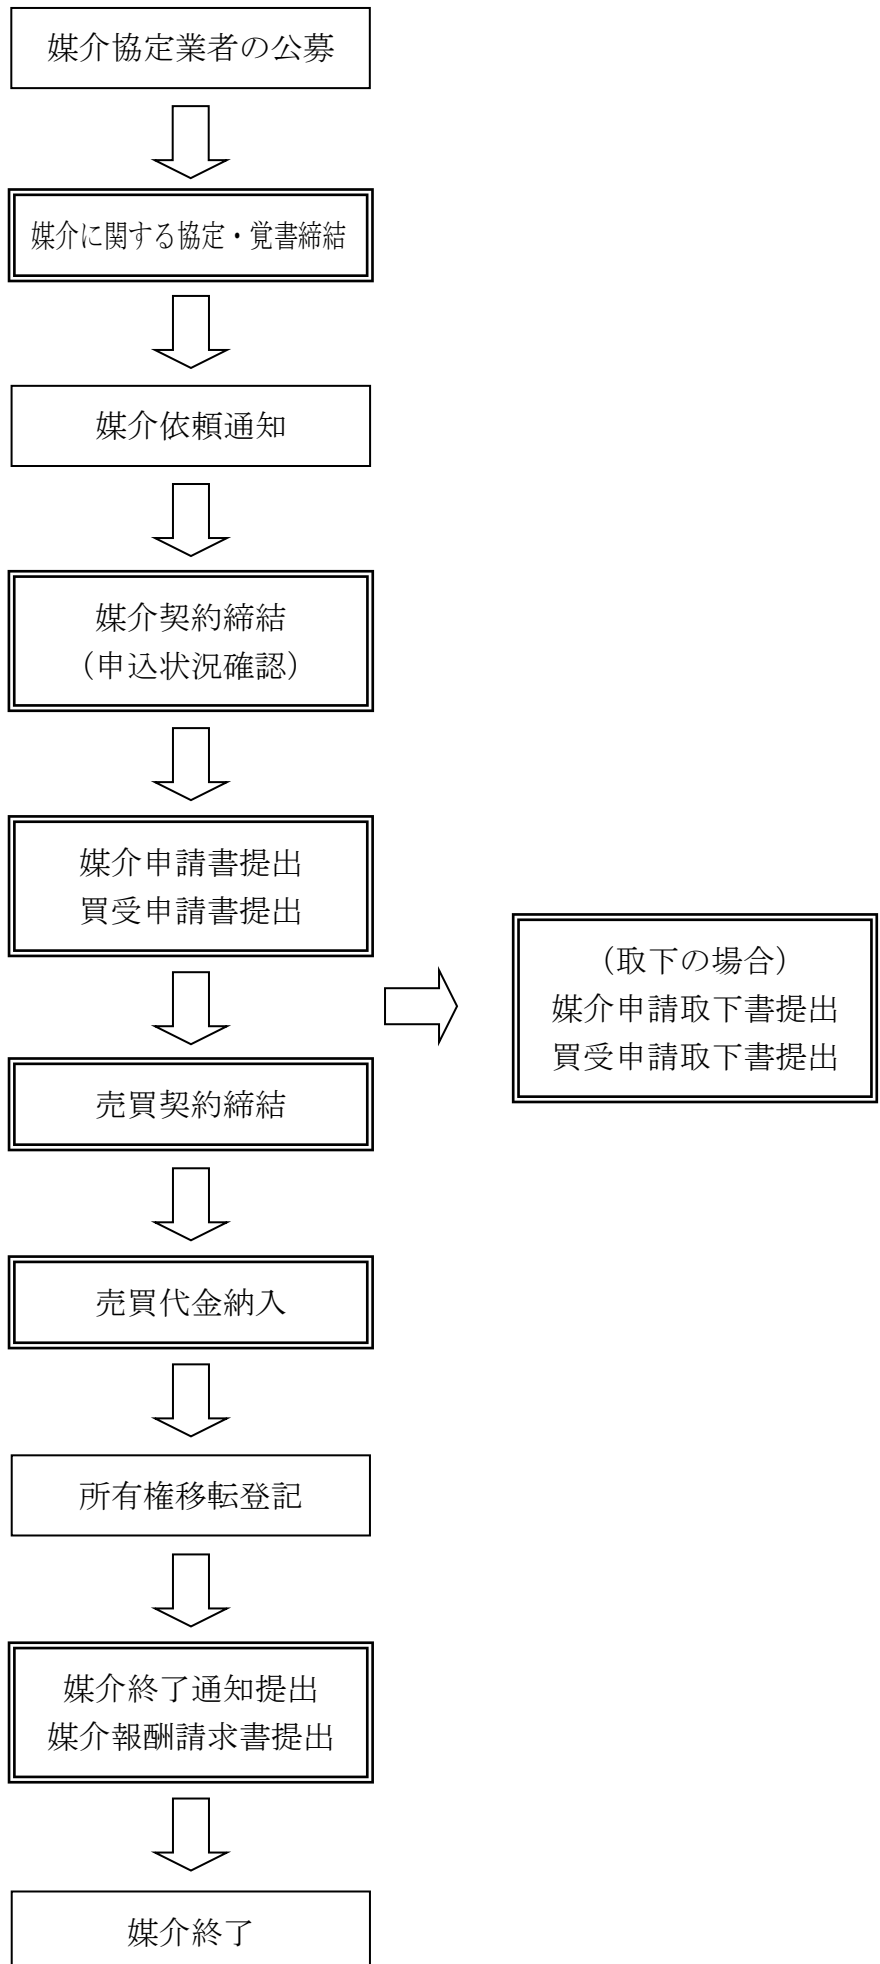 媒介協定業者の公募
媒介に関する協定・覚書締結
媒介依頼通知
媒介契約締結
（申込状況確認）
媒介申請書提出
買受申請書提出
（取下の場合）
媒介申請取下書提出
買受申請取下書提出
売買契約締結
売買代金納入
所有権移転登記
媒介終了通知提出
媒介報酬請求書提出
媒介終了